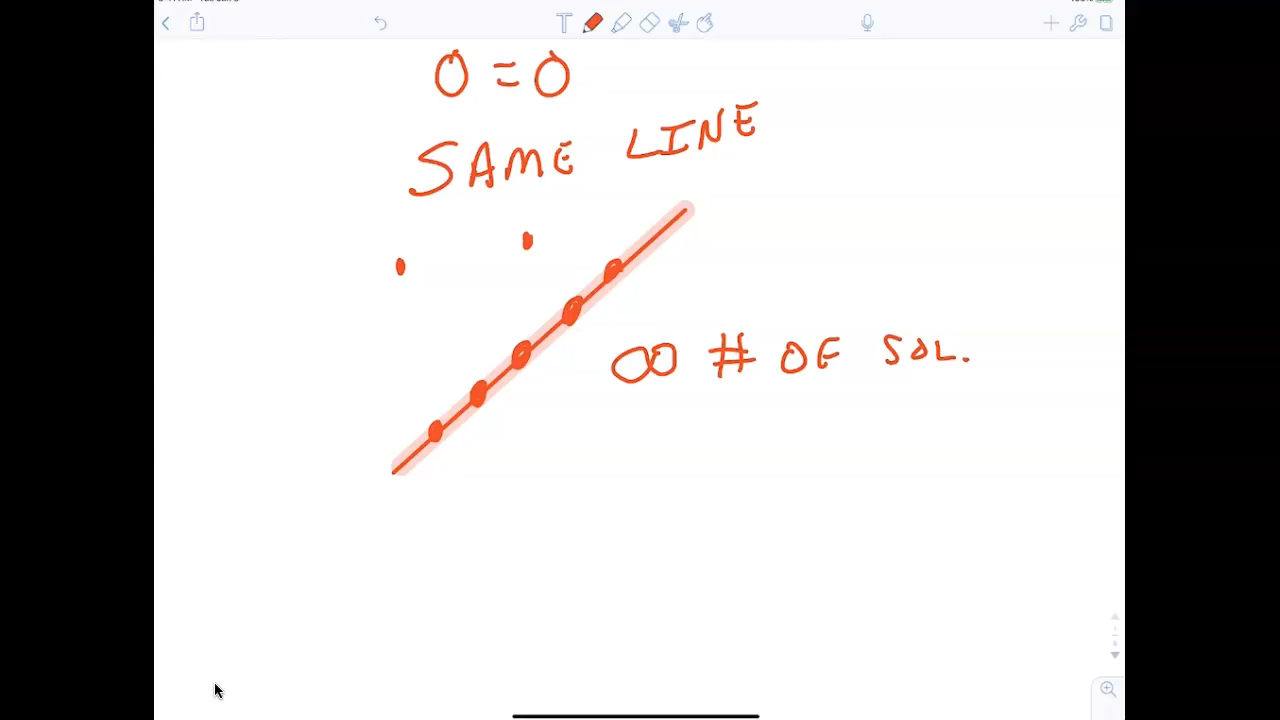 0 = 0
SAME LINE
∞ # OF SOL.